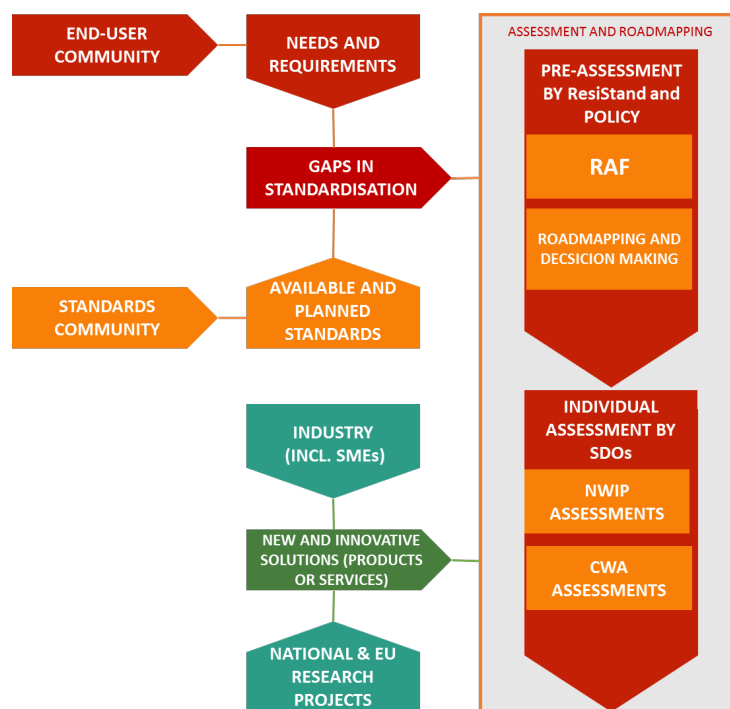 END-USER
COMMUNITY
NEEDS AND
REQUIREMENTS
GAPS IN
STANDARDISATION
STANDARDS
COMMUNITY
AVAILABLE AND
PLANNED
STANDARDS
INDUSTRY
(INCL. SMEs)
NEW AND INNOVATIVE
SOLUTIONS (PRODUCTS
OR SERVICES)
NATIONAL & EU
RESEARCH
PROJECTS
ASSESSMENT AND ROADMAPPING
PRE-ASSESSMENT
BY ResiStand and
POLICY
RAF
ROADMAPPING AND
DECSICION MAKING
INDIVIDUAL
ASSESSMENT BY
SDOs
NWIP
ASSESSMENTS
CWA
ASSESSMENTS